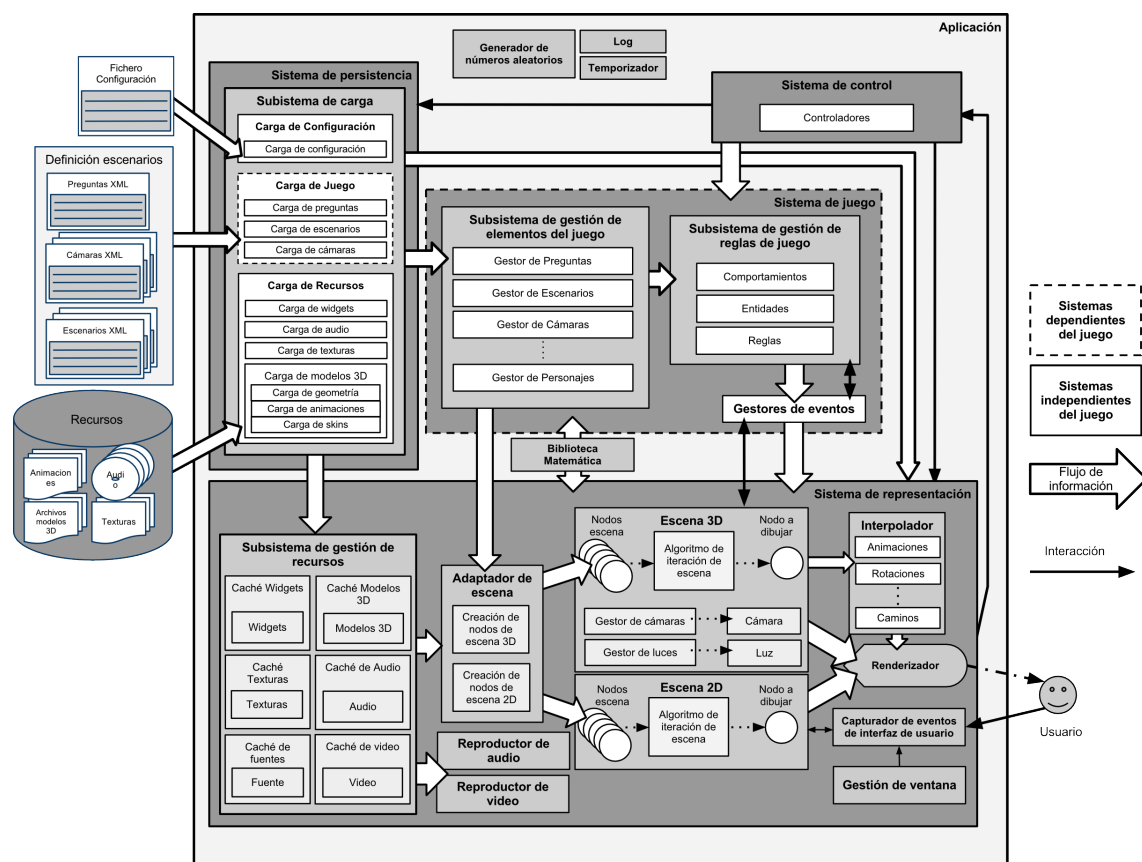 Aplicación
Generador de
números aleatorios
Log
Temporizador
Fichero
Configuración
Definición escenarios
Preguntas XML
Cámaras XML
Escenarios XML
Recursos
Animacion
es
Audi
o
Archivos
modelos
3D
Texturas
Sistema de persistencia
Subsistema de carga
Carga de Configuración
Carga de configuración
Carga de Juego
Carga de preguntas
Carga de escenarios
Carga de cámaras
Carga de Recursos
Carga de widgets
Carga de audio
Carga de texturas
Carga de modelos 3D
Carga de geometría
Carga de animaciones
Carga de skins
Sistema de control
Controladores
Sistema de juego
Subsistema de gestión de
elementos del juego
Gestor de Preguntas
Gestor de Escenarios
Gestor de Cámaras
Gestor de Personajes
Subsistema de gestión de
reglas de juego
Comportamientos
Entidades
Reglas
Gestores de eventos
Biblioteca
Matemática
Sistema de representación
Subsistema de gestión de
recursos
Caché Widgets
Widgets
Caché Modelos
3D
Modelos 3D
Caché
Texturas
Texturas
Caché de Audio
Audio
Caché de
fuentes
Fuente
Caché de video
Video
Adaptador de
escena
Creación de
nodos de
escena 3D
Creación de
nodos de
escena 2D
Reproductor de
audio
Reproductor de
video
Nodos
escena
Escena 3D
Algoritmo de
iteración de
escena
Nodo a
dibujar
Gestor de cámaras
Cámara
Gestor de luces
Luz
Nodos
escena
Escena 2D
Algoritmo de
iteración de
escena
Nodo a
dibujar
Interpolador
Animaciones
Rotaciones
Caminos
Renderizador
Capturador de eventos
de interfaz de usuario
Gestión de ventana
Usuario
Sistemas
dependientes
del juego
Sistemas
independientes
del juego
Flujo de
información
Interacción